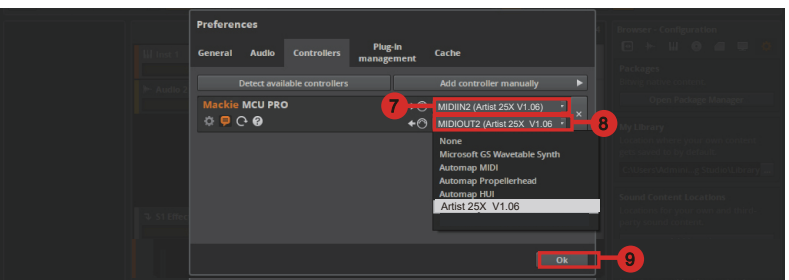 Preferences
General Audio Controllers Plug-in management Cache
Detect available controllers Add controller manually
Mackie MCU PRO
7 MIDIIN2 (Artist 25X V1.06)
MIDIOUT2 (Artist 25X V1.06 8
None
Microsoft GS Wavetable Synth
Automap MIDI
Automap Propellerhead
Automap HUI
Artist 25X V1.06
Ok 9
Browser - Configuration
Packages
Open Package Manager
My Library
Sound Content Locations